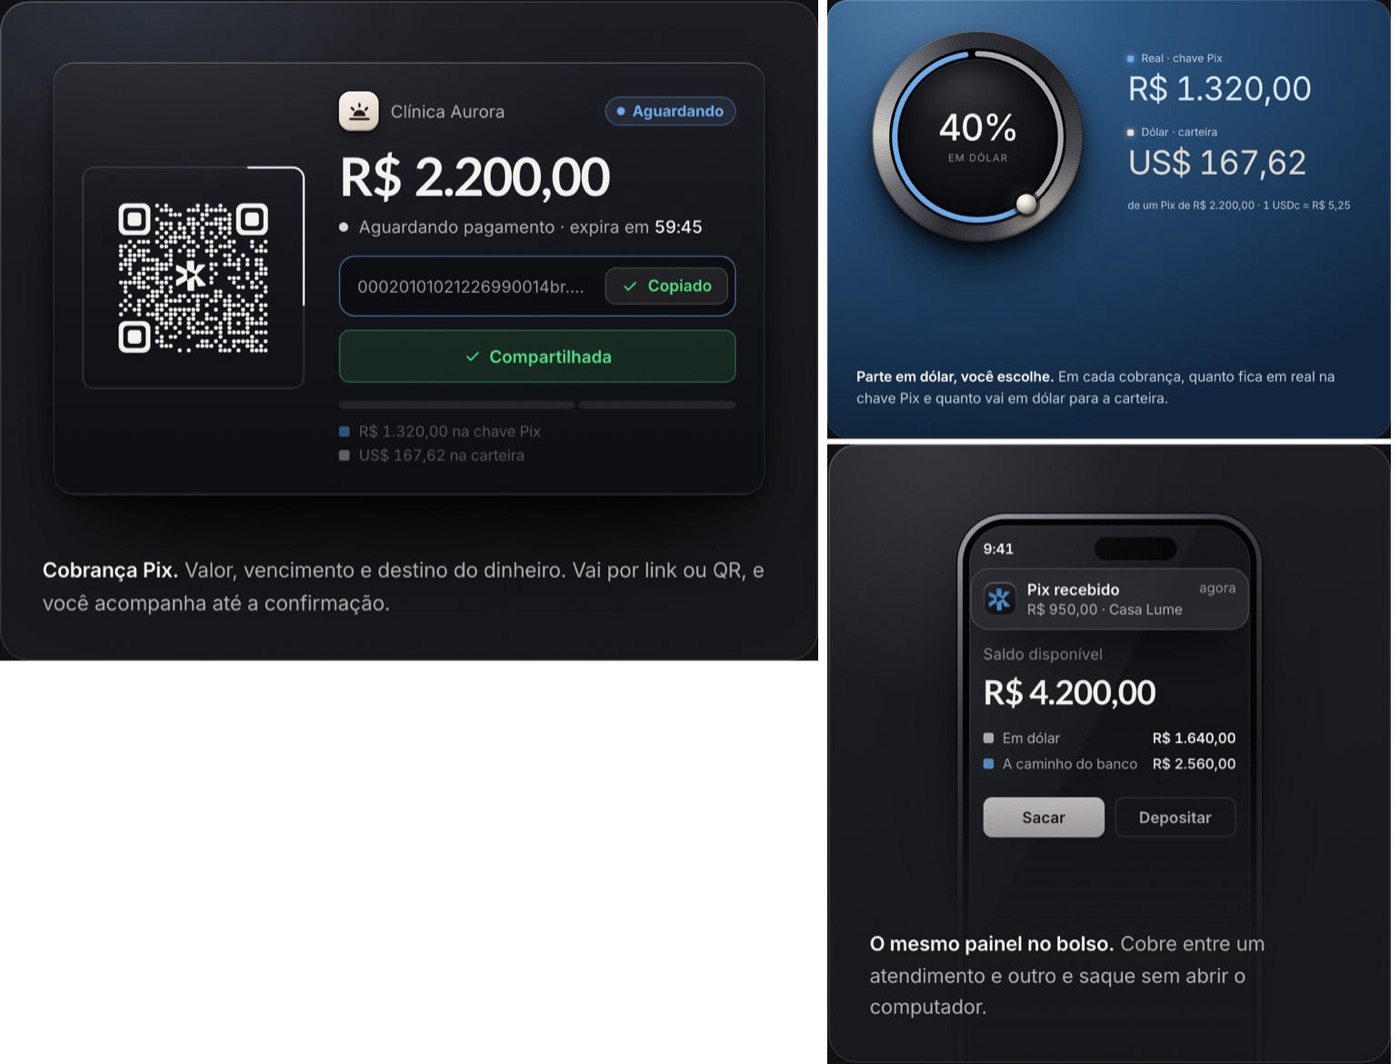 Clínica Aurora
Aguardando
R$ 2.200,00
Aguardando pagamento · expira em 59:45
00020101021226990014br....
Copiado
Compartilhada
R$ 1.320,00 na chave Pix
US$ 167,62 na carteira
Cobrança Pix. Valor, vencimento e destino do dinheiro. Vai por link ou QR, e
você acompanha até a confirmação.
40%
EM DÓLAR
Real · chave Pix
R$ 1.320,00
Dólar · carteira
US$ 167,62
de um Pix de R$ 2.200,00 · 1 USDc ≈ R$ 5,25
Parte em dólar, você escolhe. Em cada cobrança, quanto fica em real na
chave Pix e quanto vai em dólar para a carteira.
9:41
Pix recebido
agora
R$ 950,00 · Casa Lume
Saldo disponível
R$ 4.200,00
Em dólar R$ 1.640,00
A caminho do banco R$ 2.560,00
Sacar
Depositar
O mesmo painel no bolso. Cobre entre um
atendimento e outro e saque sem abrir o
computador.